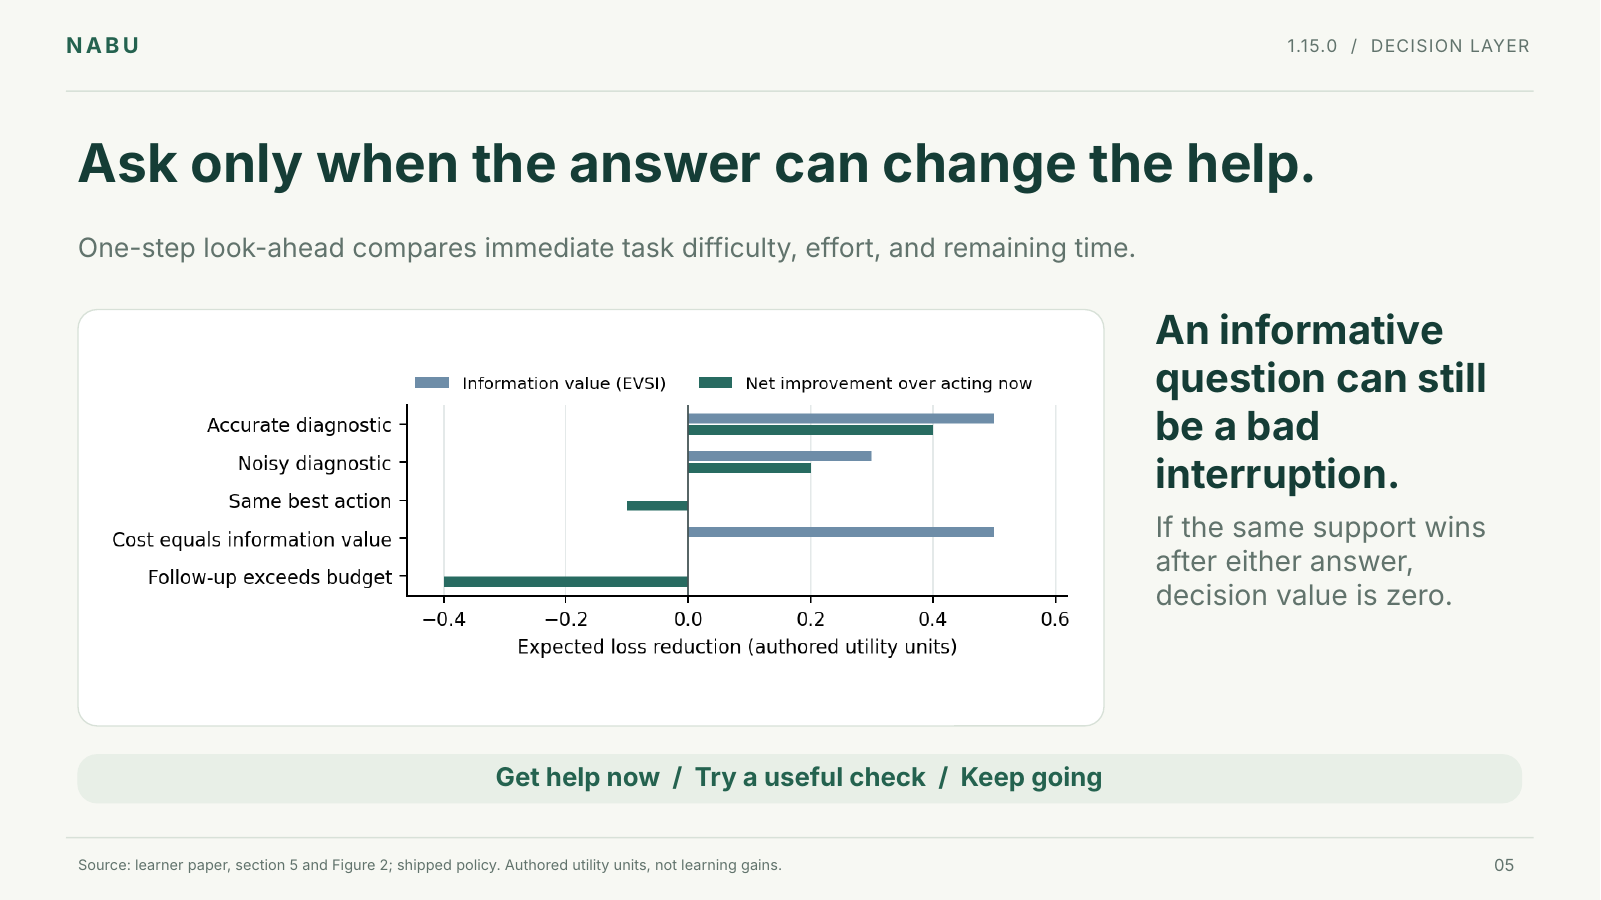 NABU
1.15.0 / DECISION LAYER
Ask only when the answer can change the help.
One-step look-ahead compares immediate task difficulty, effort, and remaining time.
Information value (EVSI)
Net improvement over acting now
Accurate diagnostic
Noisy diagnostic
Same best action
Cost equals information value
Follow-up exceeds budget
−0.4 −0.2 0.0 0.2 0.4 0.6
Expected loss reduction (authored utility units)
An informative
question can still
be a bad
interruption.
If the same support wins
after either answer,
decision value is zero.
Get help now / Try a useful check / Keep going
Source: learner paper, section 5 and Figure 2; shipped policy. Authored utility units, not learning gains.
05